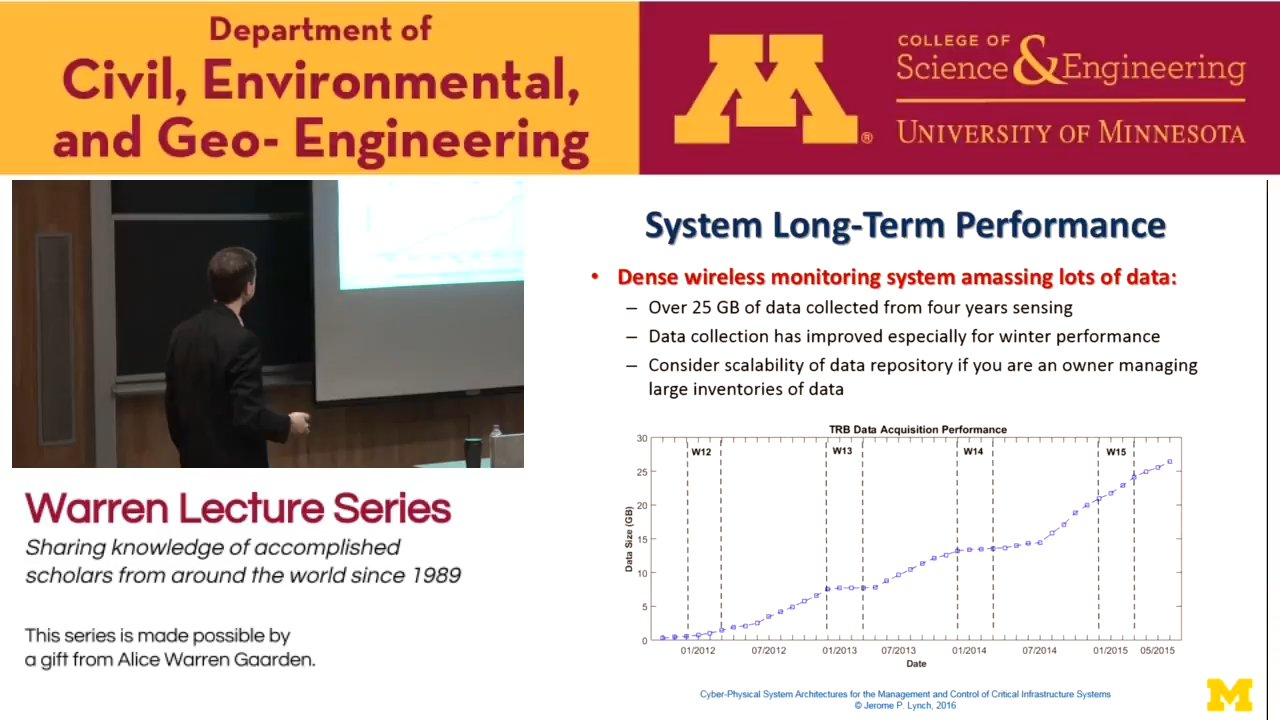 Department of
Civil, Environmental,
and Geo- Engineering
M®
COLLEGE OF
Science & Engineering
UNIVERSITY OF MINNESOTA
System Long-Term Performance
• Dense wireless monitoring system amassing lots of data:
– Over 25 GB of data collected from four years sensing
– Data collection has improved especially for winter performance
– Consider scalability of data repository if you are an owner managing
large inventories of data
TRB Data Acquisition Performance
W12 W13 W14 W15
30
25
20
15
10
5
0
Data Size (GB)
01/2012 07/2012 01/2013 07/2013 01/2014 07/2014 01/2015 05/2015
Date
Warren Lecture Series
Sharing knowledge of accomplished
scholars from around the world since 1989
This series is made possible by
a gift from Alice Warren Gaarden.
Cyber-Physical System Architectures for the Management and Control of Critical Infrastructure Systems
© Jerome P. Lynch, 2016
M